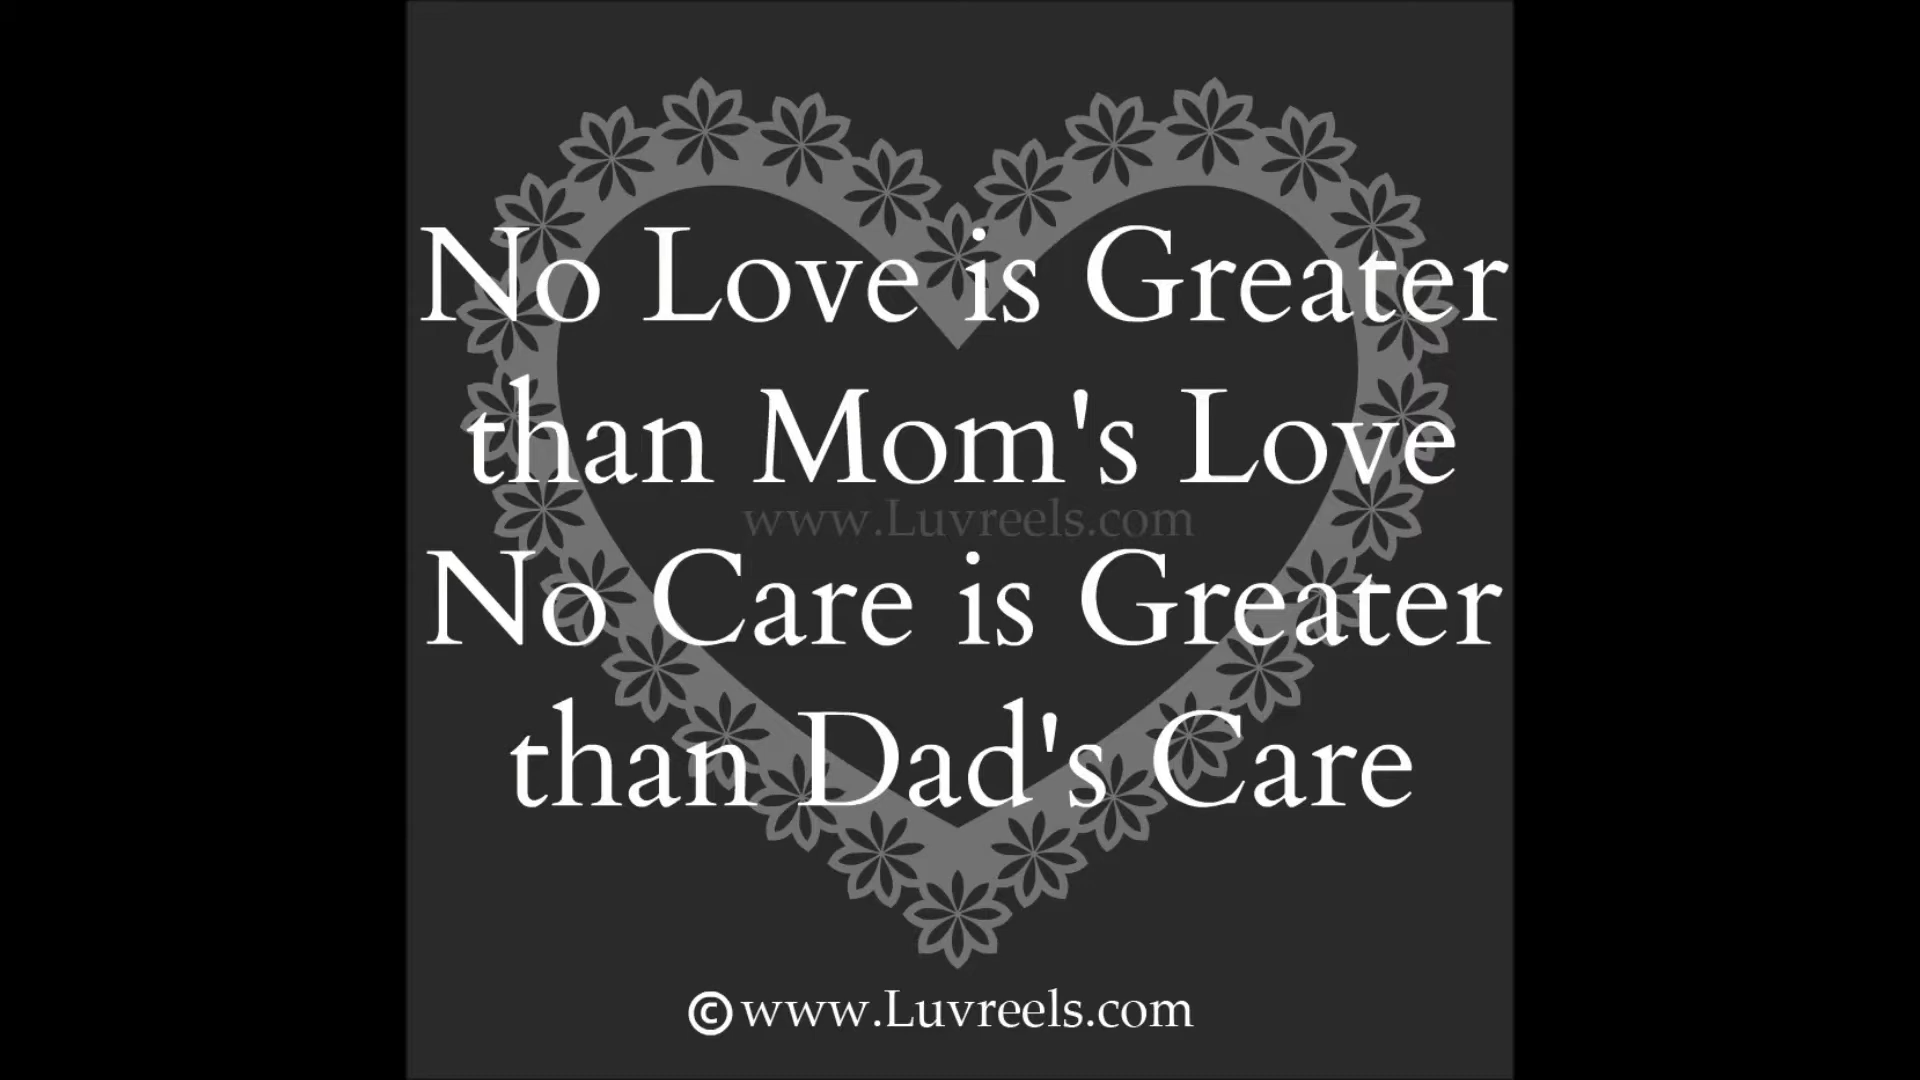 No Love is Greater
than Mom's Love
www.Luvreels.com
No Care is Greater
than Dad's Care
©www.Luvreels.com